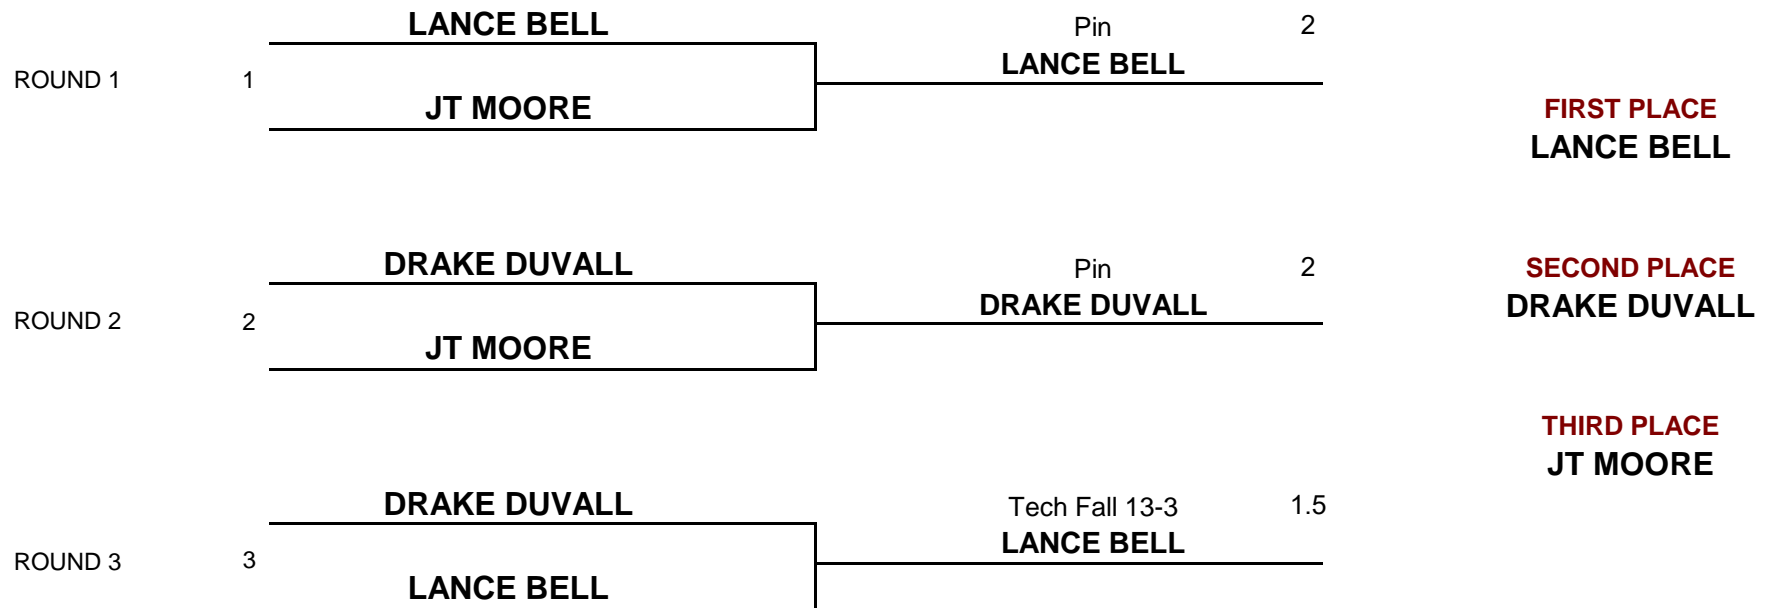 LANCE BELL
Pin 2
LANCE BELL
ROUND 1 1
JT MOORE
FIRST PLACE
LANCE BELL
DRAKE DUVALL
Pin 2
DRAKE DUVALL
SECOND PLACE
DRAKE DUVALL
ROUND 2 2
JT MOORE
THIRD PLACE
JT MOORE
DRAKE DUVALL
Tech Fall 13-3 1.5
LANCE BELL
ROUND 3 3
LANCE BELL